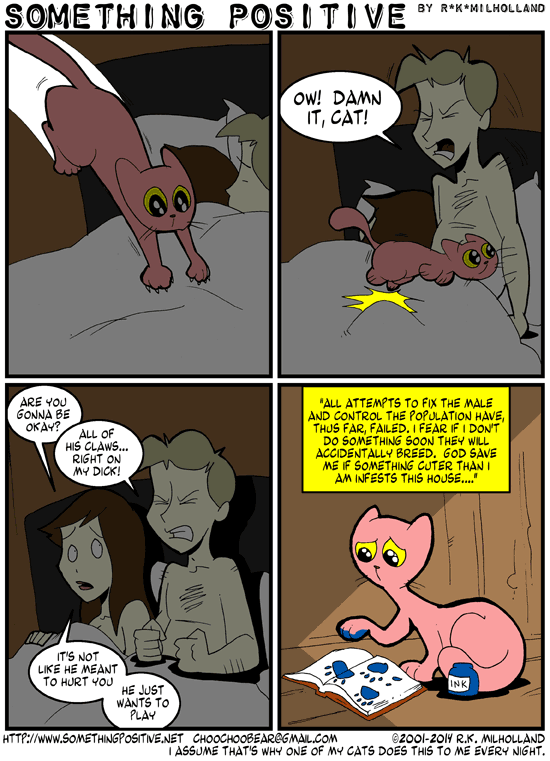 SOMETHING POSITIVE BY R*K*MILHOLLAND
OW! DAMN
IT, CAT!
ARE YOU
GONNA BE
OKAY?
ALL OF
HIS CLAWS...
RIGHT ON
MY DICK!
IT'S NOT
LIKE HE MEANT
TO HURT YOU
HE JUST
WANTS TO
PLAY
"ALL ATTEMPTS TO FIX THE MALE
AND CONTROL THE POPULATION HAVE,
THUS FAR, FAILED. I FEAR IF I DON'T
DO SOMETHING SOON THEY WILL
ACCIDENTALLY BREED. GOD SAVE
ME IF SOMETHING CUTER THAN I
AM INFESTS THIS HOUSE...."
INK
HTTP://WWW.SOMETHINGPOSITIVE.NET CHOOCHOOBEAR@GMAIL.COM ©2001-2014 R.K. MILHOLLAND
I ASSUME THAT'S WHY ONE OF MY CATS DOES THIS TO ME EVERY NIGHT.